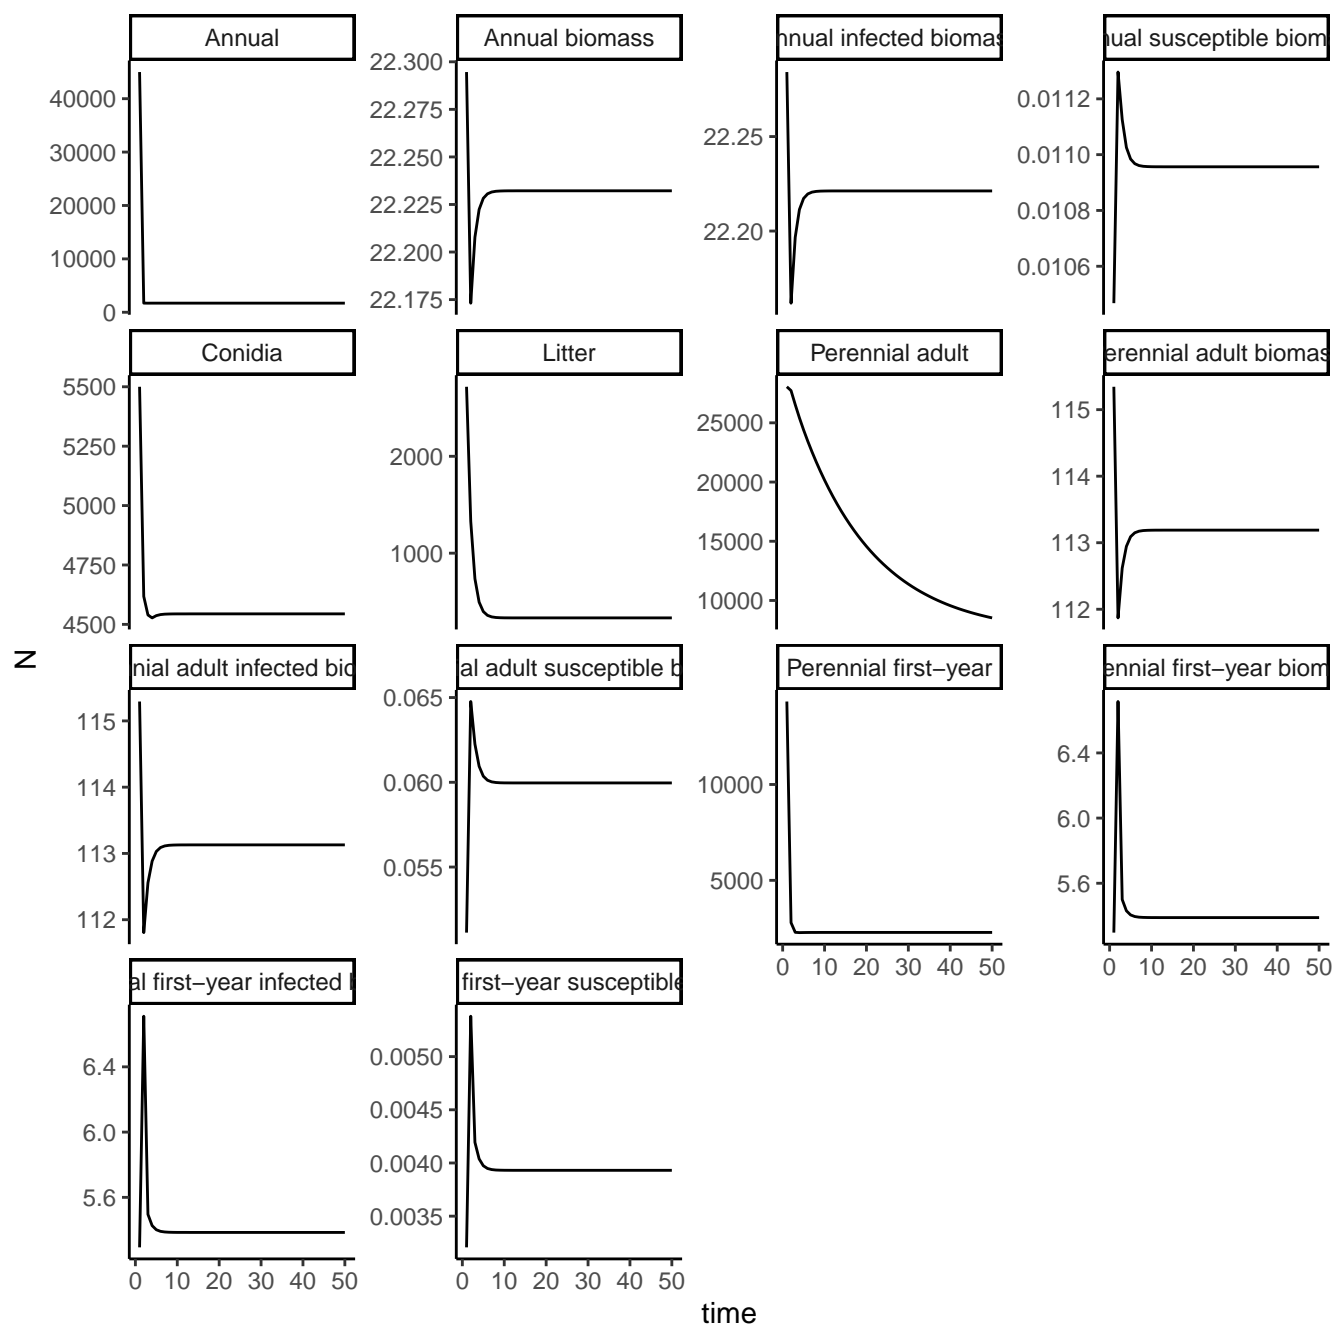 Annual
Annual biomass
nnual infected biomas
nual susceptible biom
40000
30000
20000
10000
0
22.300
22.275
22.250
22.225
22.200
22.175
22.25
22.20
0.0112
0.0110
0.0108
0.0106
Conidia
Litter
Perennial adult
erennial adult biomas
5500
5250
5000
4750
4500
2000
1000
25000
20000
15000
10000
115
114
113
112
N
nial adult infected bio
al adult susceptible b
Perennial first−year
ennial first−year biom
115
114
113
112
0.065
0.060
0.055
10000
5000
6.4
6.0
5.6
0 10 20 30 40 50
0 10 20 30 40 50
al first−year infected b
first−year susceptible
6.4
6.0
5.6
0.0050
0.0045
0.0040
0.0035
0 10 20 30 40 50
0 10 20 30 40 50
time